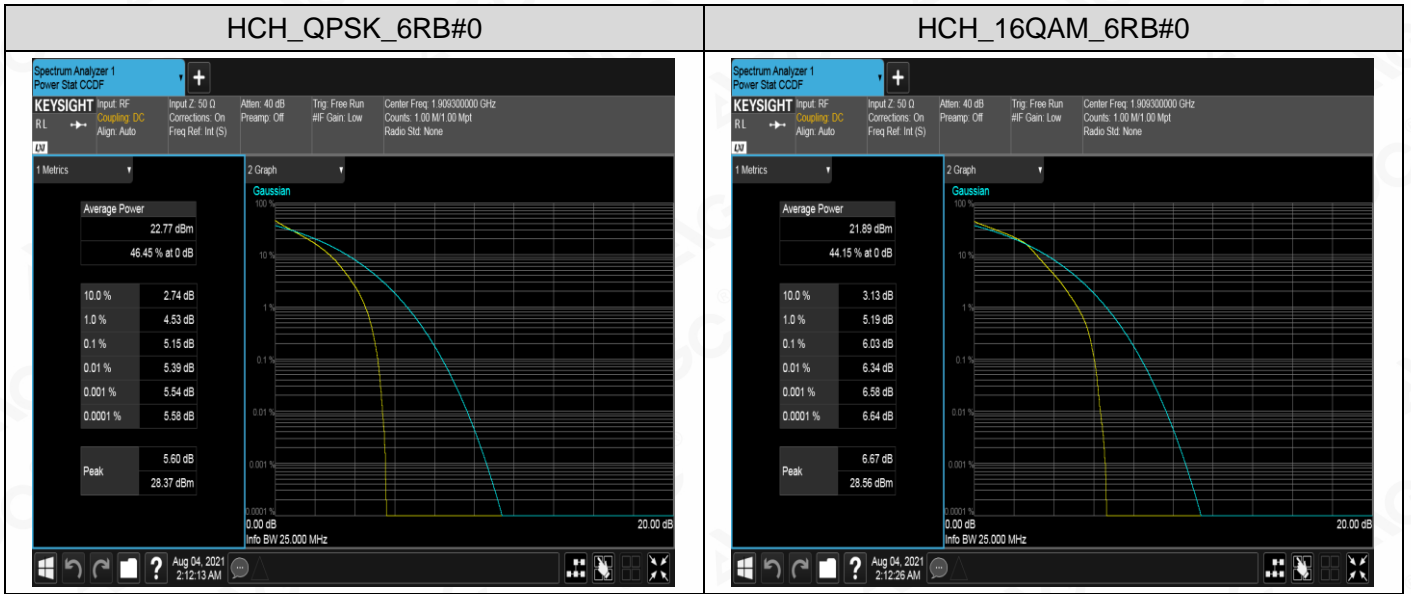 HCH_QPSK_6RB#0
Spectrum Analyzer 1
Power Stat CCDF
+
KEYSIGHT
RL
LXI
Input: RF
Coupling: DC
Align: Auto
Input Z: 50 Ω
Corrections: On
Freq Ref: Int (S)
Atten: 40 dB
Preamp: Off
Trig: Free Run
#IF Gain: Low
Center Freq: 1.909300000 GHz
Counts: 1.00 M/1.00 Mpt
Radio Std: None
1 Metrics
Average Power
22.77 dBm
46.45 % at 0 dB
10.0 % 2.74 dB
1.0 % 4.53 dB
0.1 % 5.15 dB
0.01 % 5.39 dB
0.001 % 5.54 dB
0.0001 % 5.58 dB
Peak
5.60 dB
28.37 dBm
2 Graph
Gaussian
100 %
10 %
1 %
0.1 %
0.01 %
0.001 %
0.0001 %
0.00 dB 20.00 dB
Info BW 25.000 MHz
?
Aug 04, 2021
2:12:13 AM
HCH_16QAM_6RB#0
Spectrum Analyzer 1
Power Stat CCDF
+
KEYSIGHT
RL
LXI
Input: RF
Coupling: DC
Align: Auto
Input Z: 50 Ω
Corrections: On
Freq Ref: Int (S)
Atten: 40 dB
Preamp: Off
Trig: Free Run
#IF Gain: Low
Center Freq: 1.909300000 GHz
Counts: 1.00 M/1.00 Mpt
Radio Std: None
1 Metrics
Average Power
21.89 dBm
44.15 % at 0 dB
10.0 % 3.13 dB
1.0 % 5.19 dB
0.1 % 6.03 dB
0.01 % 6.34 dB
0.001 % 6.58 dB
0.0001 % 6.64 dB
Peak
6.67 dB
28.56 dBm
2 Graph
Gaussian
100 %
10 %
1 %
0.1 %
0.01 %
0.001 %
0.0001 %
0.00 dB 20.00 dB
Info BW 25.000 MHz
?
Aug 04, 2021
2:12:26 AM